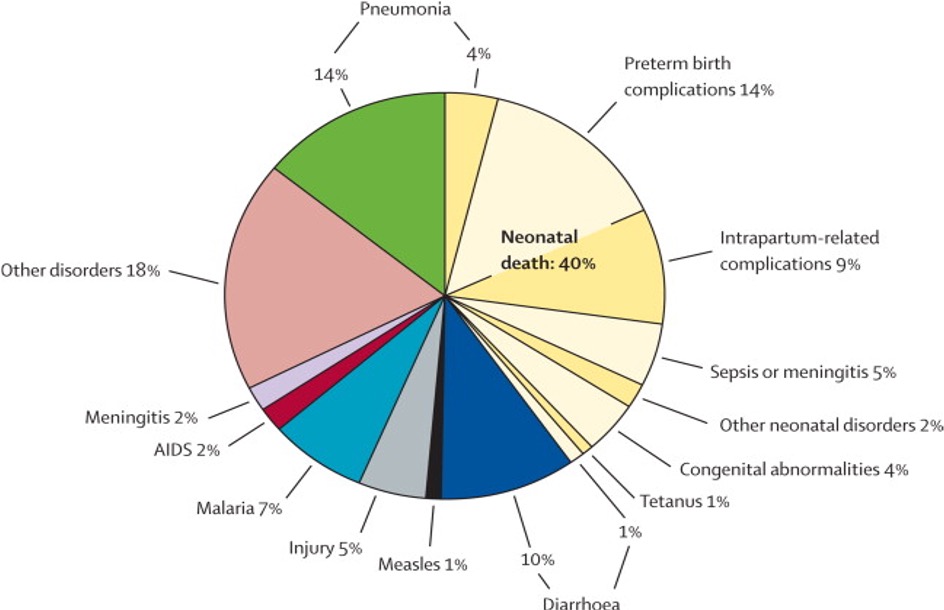 Pneumonia
14%
4%
Preterm birth
complications 14%
Neonatal
death: 40%
Intrapartum-related
complications 9%
Other disorders 18%
Sepsis or meningitis 5%
Meningitis 2%
Other neonatal disorders 2%
AIDS 2%
Congenital abnormalities 4%
Malaria 7%
Tetanus 1%
Injury 5%
Measles 1%
10%
1%
Diarrhoea